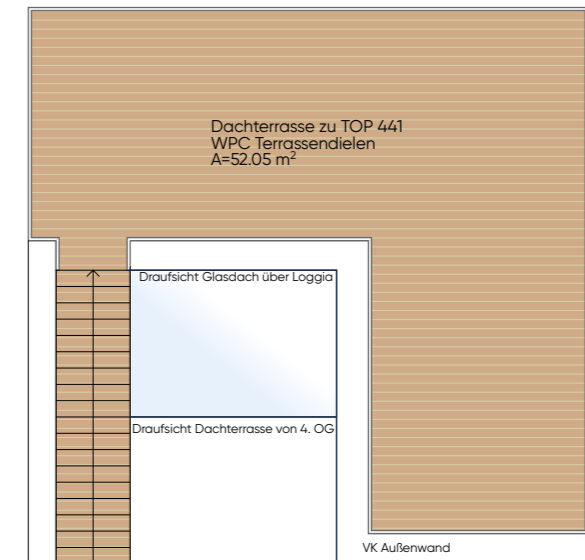 Dachterrasse zu TOP 441
WPC Terrassendielen
A=52.05 m²
Draufsicht Glasdach über Loggia
Draufsicht Dachterrasse von 4. OG
VK Außenwand